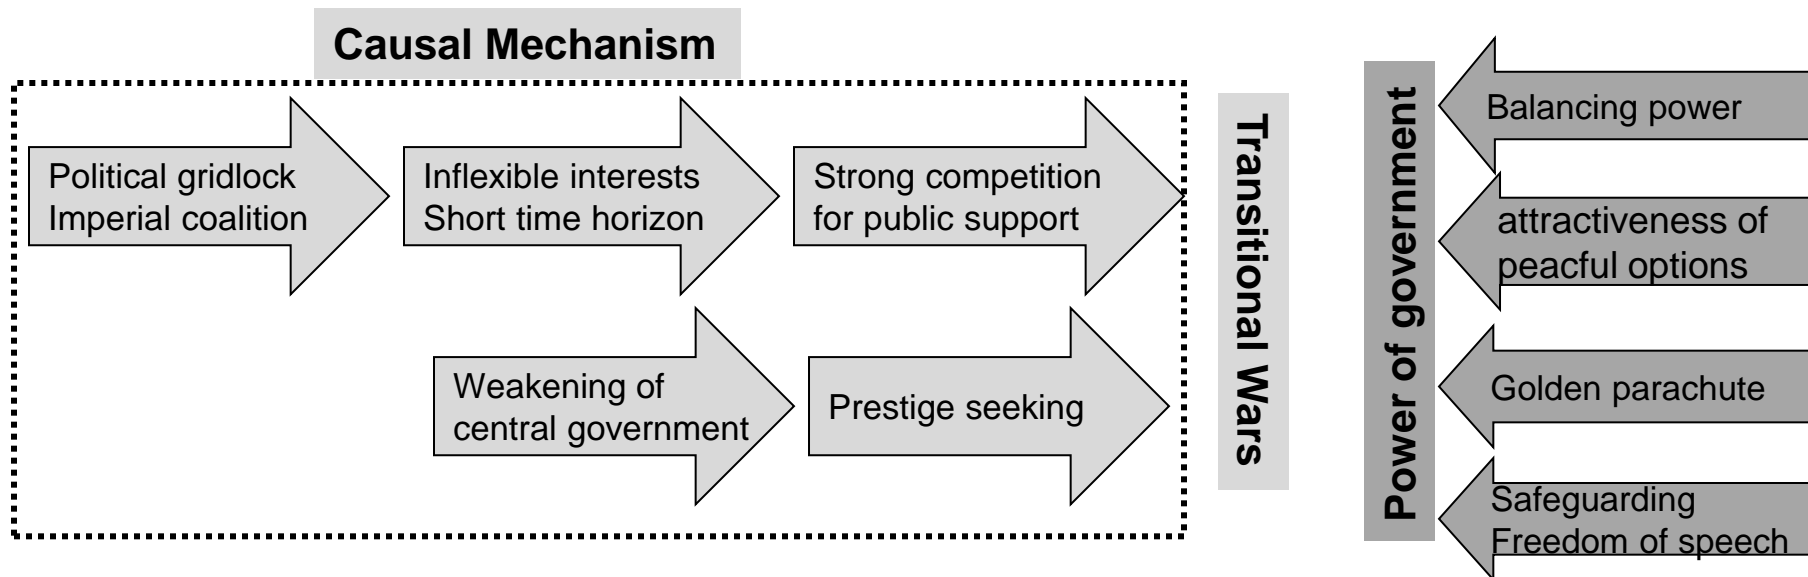 Causal Mechanism
Political gridlock
Imperial coalition
Inflexible interests
Short time horizon
Strong competition
for public support
Weakening of
central government
Prestige seeking
Transitional Wars
Power of government
Balancing power
attractiveness of
peacful options
Golden parachute
Safeguarding
Freedom of speech